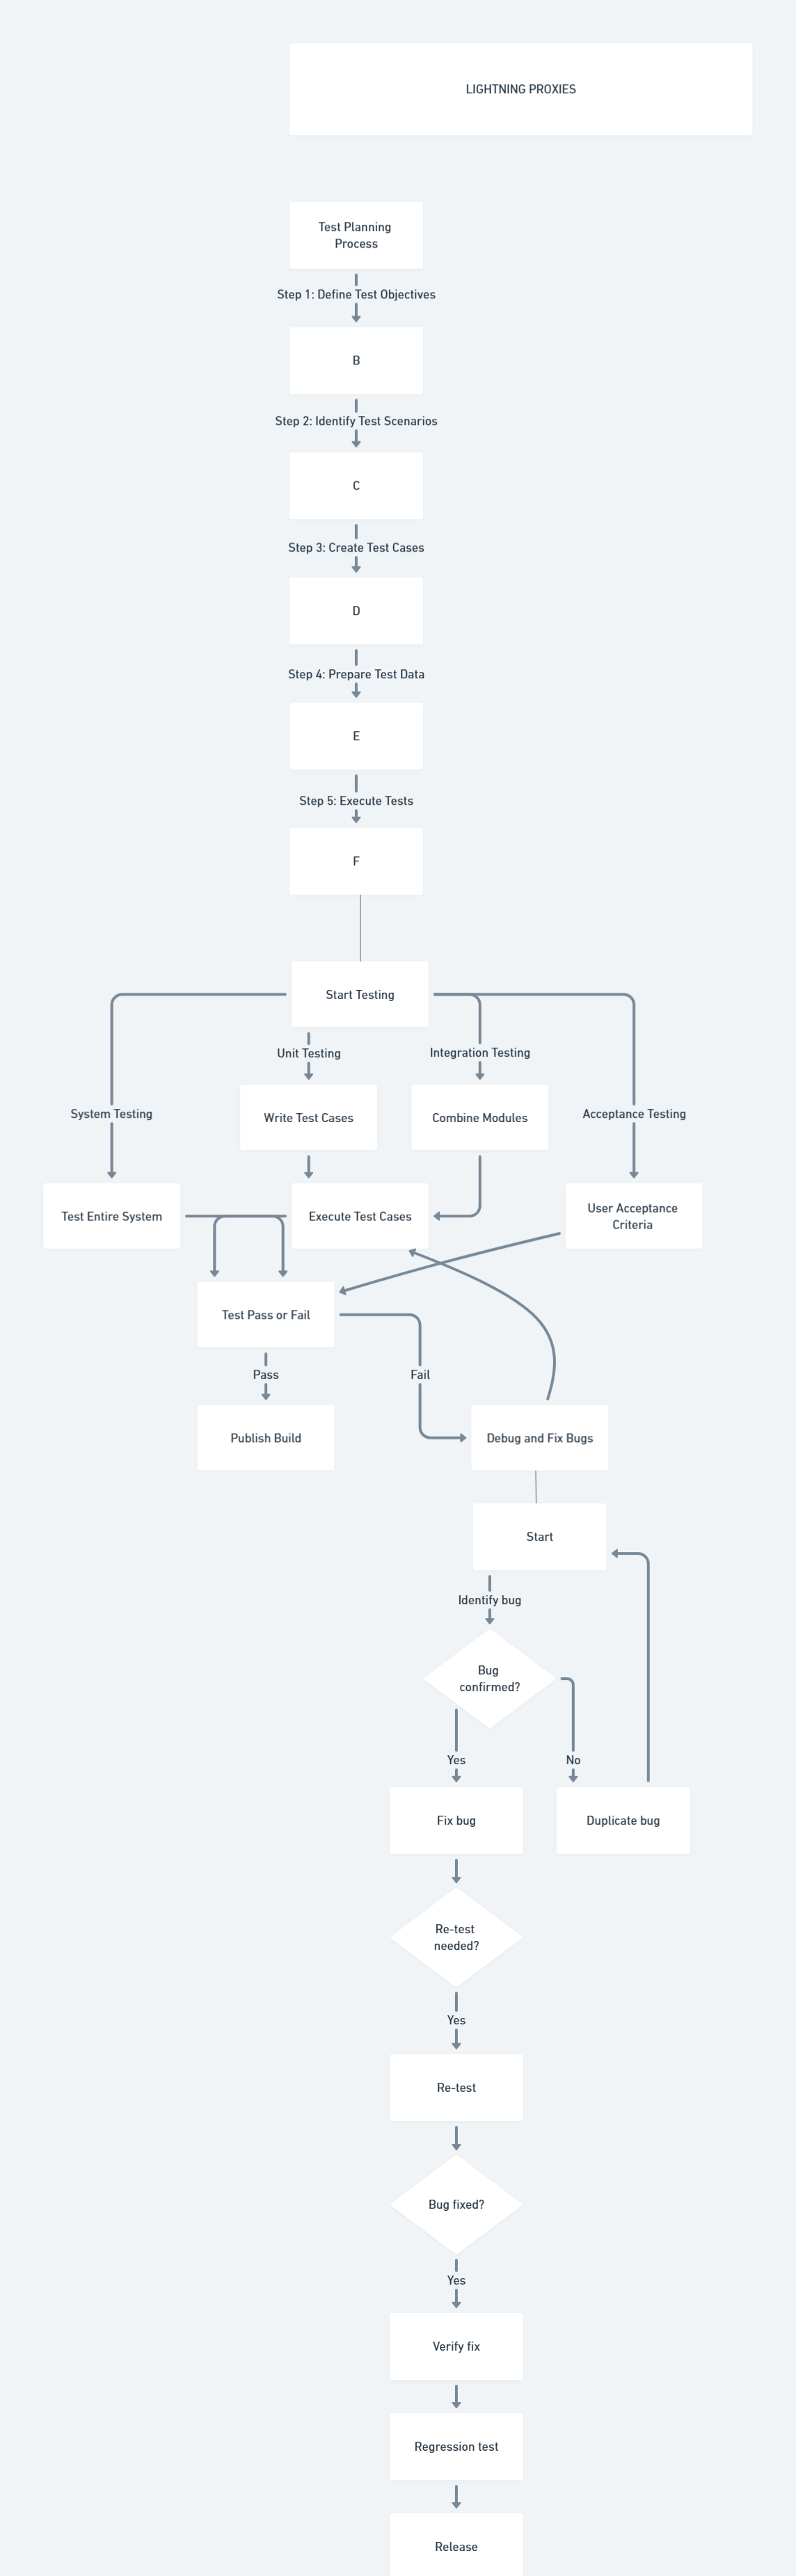 LIGHTNING PROXIES
Test Planning
Process
Step 1: Define Test Objectives
B
Step 2: Identify Test Scenarios
C
Step 3: Create Test Cases
D
Step 4: Prepare Test Data
E
Step 5: Execute Tests
F
Start Testing
Unit Testing
Integration Testing
System Testing
Write Test Cases
Combine Modules
Acceptance Testing
Test Entire System
Execute Test Cases
User Acceptance
Criteria
Test Pass or Fail
Pass
Fail
Publish Build
Debug and Fix Bugs
Start
Identify bug
Bug
confirmed?
Yes
No
Fix bug
Duplicate bug
Re-test
needed?
Yes
Re-test
Bug fixed?
Yes
Verify fix
Regression test
Release